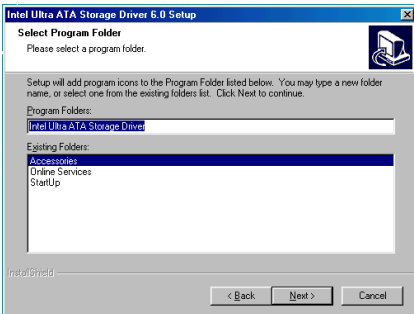 Intel Ultra ATA Storage Driver 6.0 Setup
Select Program Folder
Please select a program folder.
Setup will add program icons to the Program Folder listed below. You may type a new folder
name, or select one from the existing folders list. Click Next to continue.
Program Folders:
Intel Ultra ATA Storage Driver
Existing Folders:
Accessories
Online Services
StartUp
InstallShield
< Back
Next >
Cancel